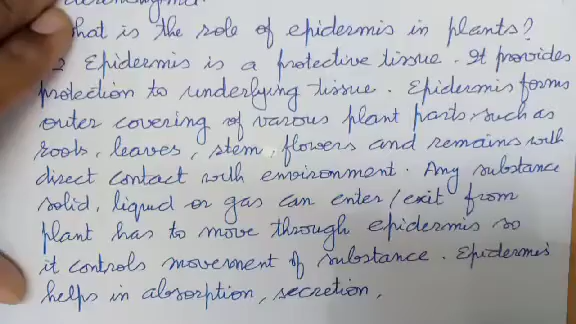 hat is the role of epidermis in plants?
Epidermis is a protective tissue. It provides
protection to underlying tissue. Epidermis forms
outer covering of various plant parts, such as
roots, leaves, stem, flowers and remains with
direct contact with environment. Any substance
solid, liquid or gas can enter/exit from
plant has to move through epidermis so
it controls movement of substance. Epidermis
helps in absorption, secretion,